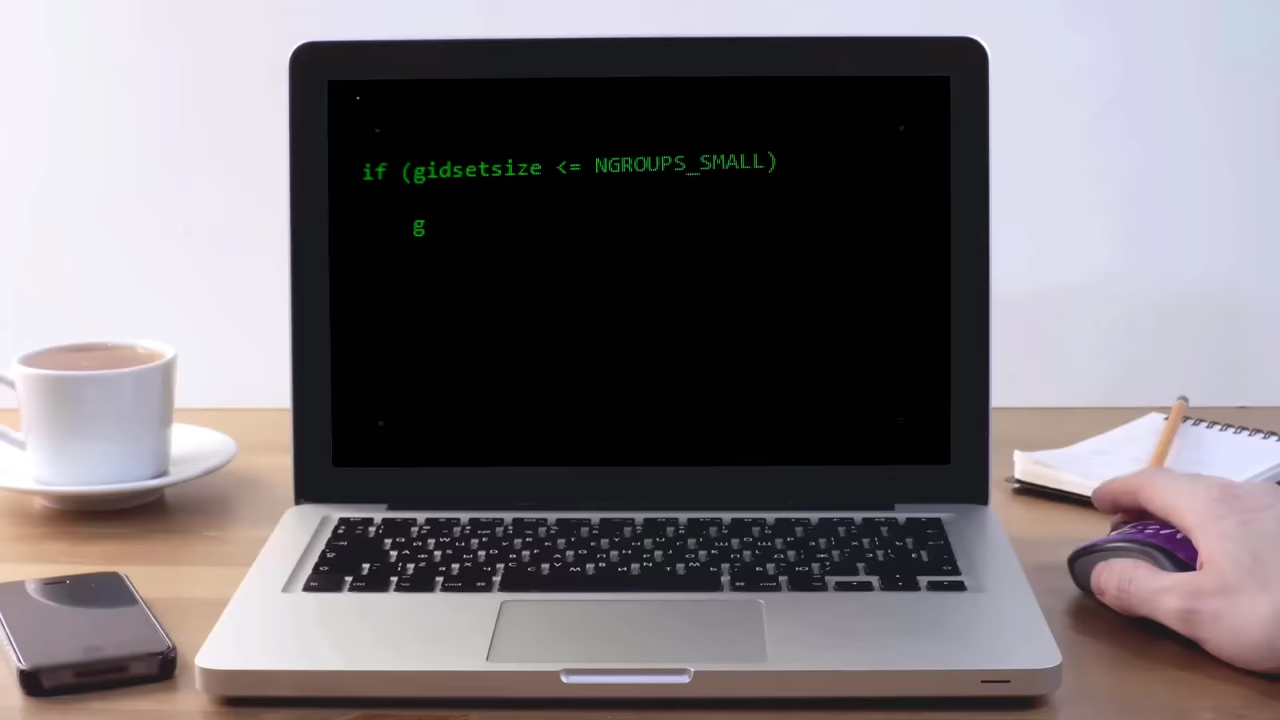 if (gidsetsize <= NGROUPS_SMALL)
g